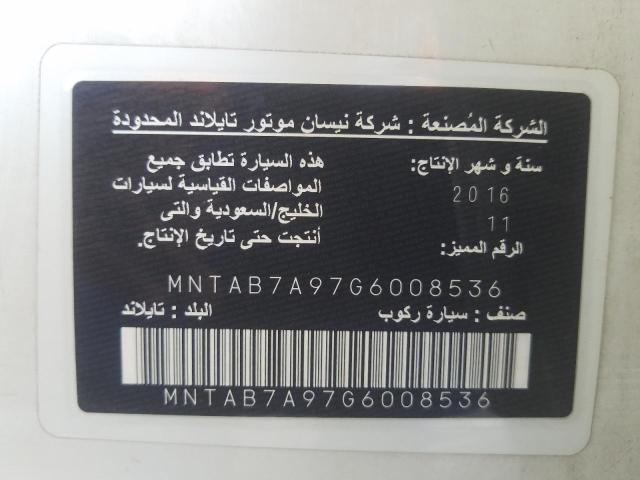 الشركة المُصنعة : شركة نيسان موتور تايلاند المحدودة
سنة و شهر الإنتاج:
2016
11
الرقم المميز:
هذه السيارة تطابق جميع
المواصفات القياسية لسيارات
الخليج/السعودية والتى
أنتجت حتى تاريخ الإنتاج.
MNTAB7A97G6008536
صنف : سيارة ركوب
البلد : تايلاند
MNTAB7A97G6008536